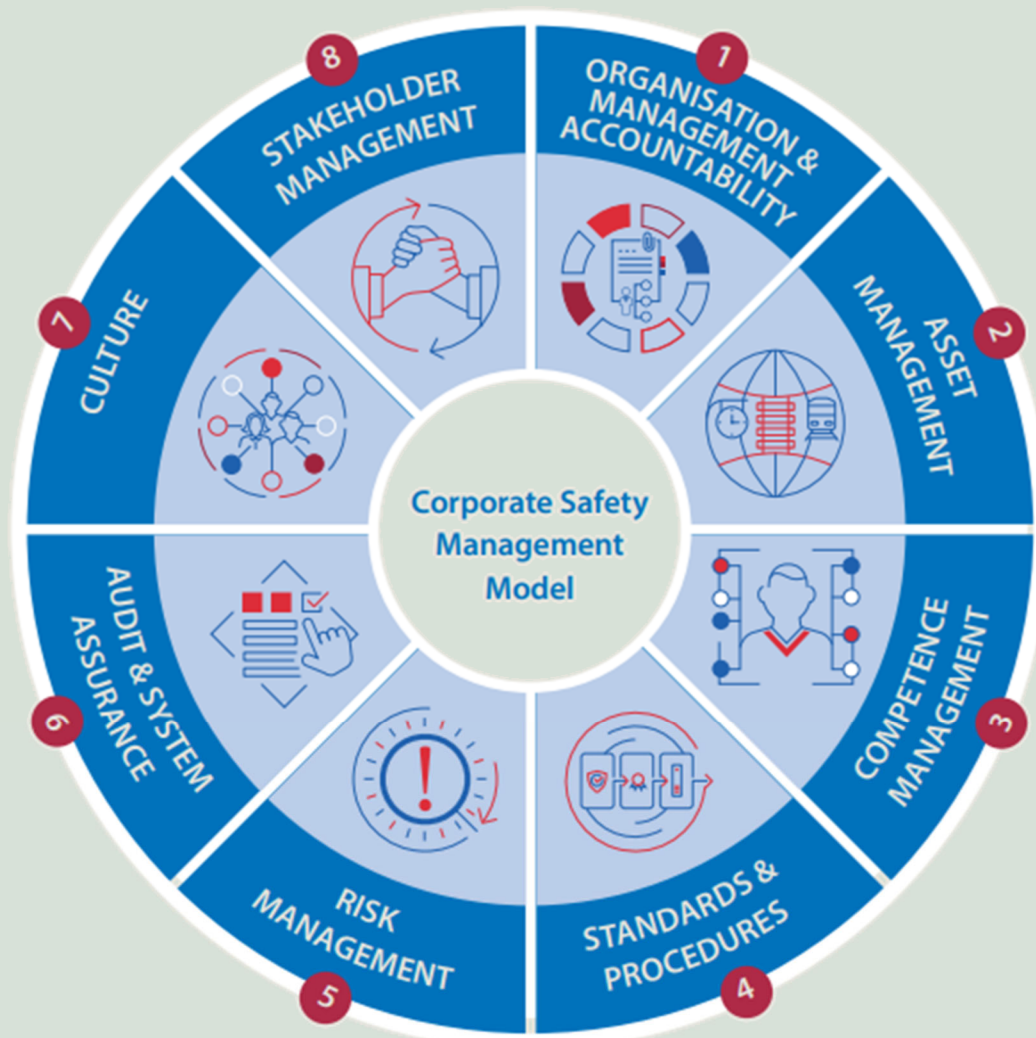 Corporate Safety
Management
Model
1
ORGANISATION &
MANAGEMENT
ACCOUNTABILITY
2
ASSET
MANAGEMENT
3
COMPETENCE
MANAGEMENT
4
STANDARDS &
PROCEDURES
5
RISK
MANAGEMENT
6
AUDIT & SYSTEM
ASSURANCE
7
CULTURE
8
STAKEHOLDER
MANAGEMENT